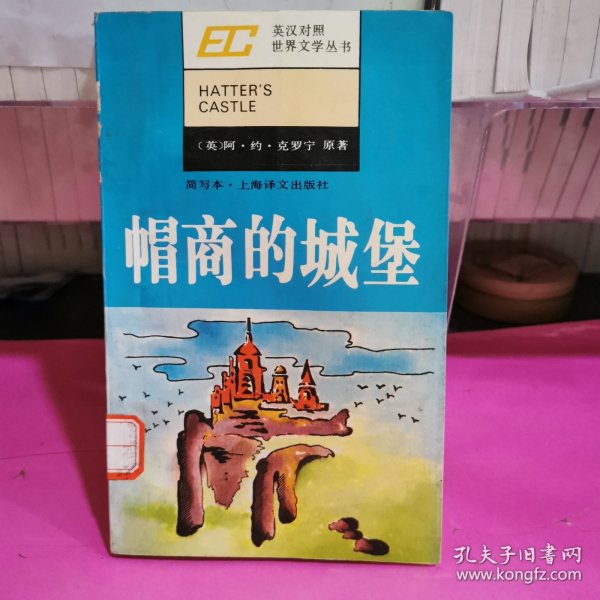 EC
英汉对照
世界文学丛书
HATTER'S
CASTLE
（英）阿·约·克罗宁 原著
简写本·上海译文出版社
帽商的城堡
孔夫子旧书网
www.kongfz.com